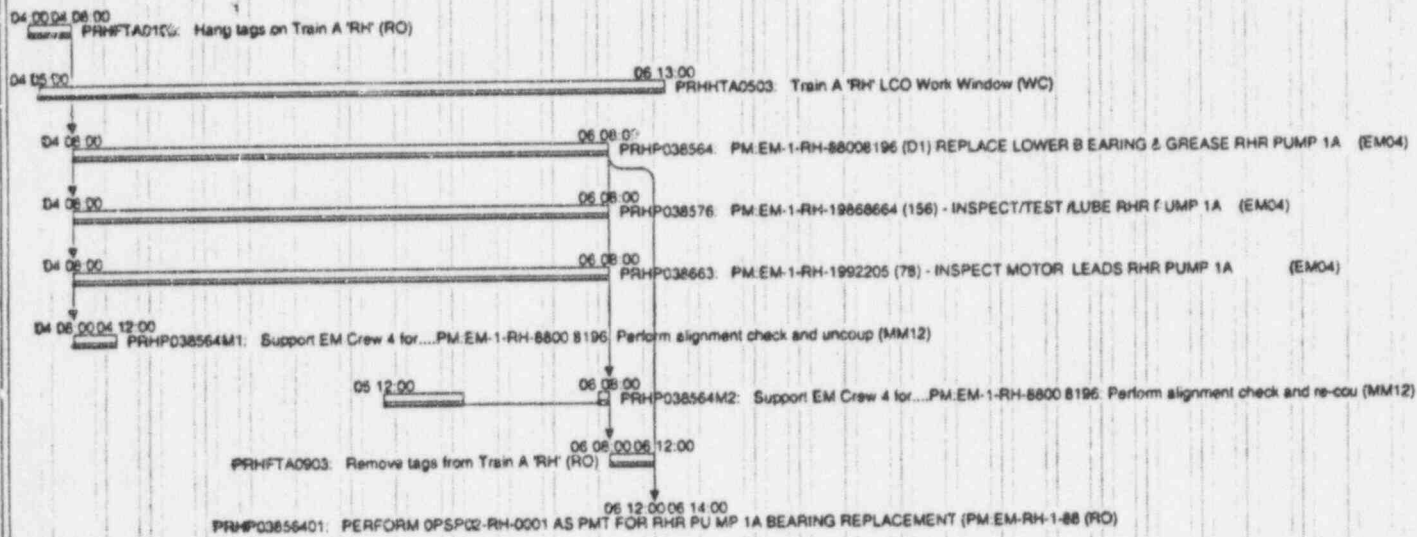 04 00 04 08:00
PRHFTA0103: Hang tags on Train A 'RH' (RO)
04 05:00
06 13:00
PRHHTA0503: Train A 'RH' LCO Work Window (WC)
04 08:00
06 08:00
PRHP038564: PM:EM-1-RH-88008196 (D1) REPLACE LOWER B EARING & GREASE RHR PUMP 1A (EM04)
04 08:00
06 08:00
PRHP038576: PM:EM-1-RH-19868664 (156) - INSPECT/TEST /LUBE RHR PUMP 1A (EM04)
04 08:00
06 08:00
PRHP038663: PM:EM-1-RH-1992205 (78) - INSPECT MOTOR LEADS RHR PUMP 1A (EM04)
04 08:00 04 12:00
PRHP038564M1: Support EM Crew 4 for....PM:EM-1-RH-8800 8196: Perform alignment check and uncoup (MM12)
05 12:00
06 08:00
PRHP038564M2: Support EM Crew 4 for....PM:EM-1-RH-8800 8196: Perform alignment check and re-cou (MM12)
06 08:00 06 12:00
PRHFTA0903: Remove tags from Train A 'RH' (RO)
06 12:00 06 14:00
PRHP03856401: PERFORM 0PSP02-RH-0001 AS PMT FOR RHR PU MP 1A BEARING REPLACEMENT (PM:EM-RH-1-88 (RO)